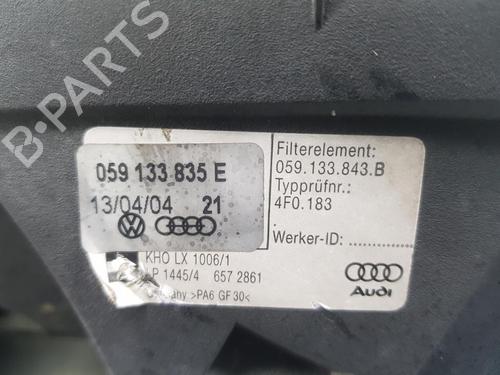 B-PARTS
059 133 835 E
13/04/04 21
KHO LX 1006/1
P 1445/4 657 2861
>PA6 GF30<
Filterelement:
059.133.843.B
Typprüfnr.:
4F0.183
Werker-ID:
Audi